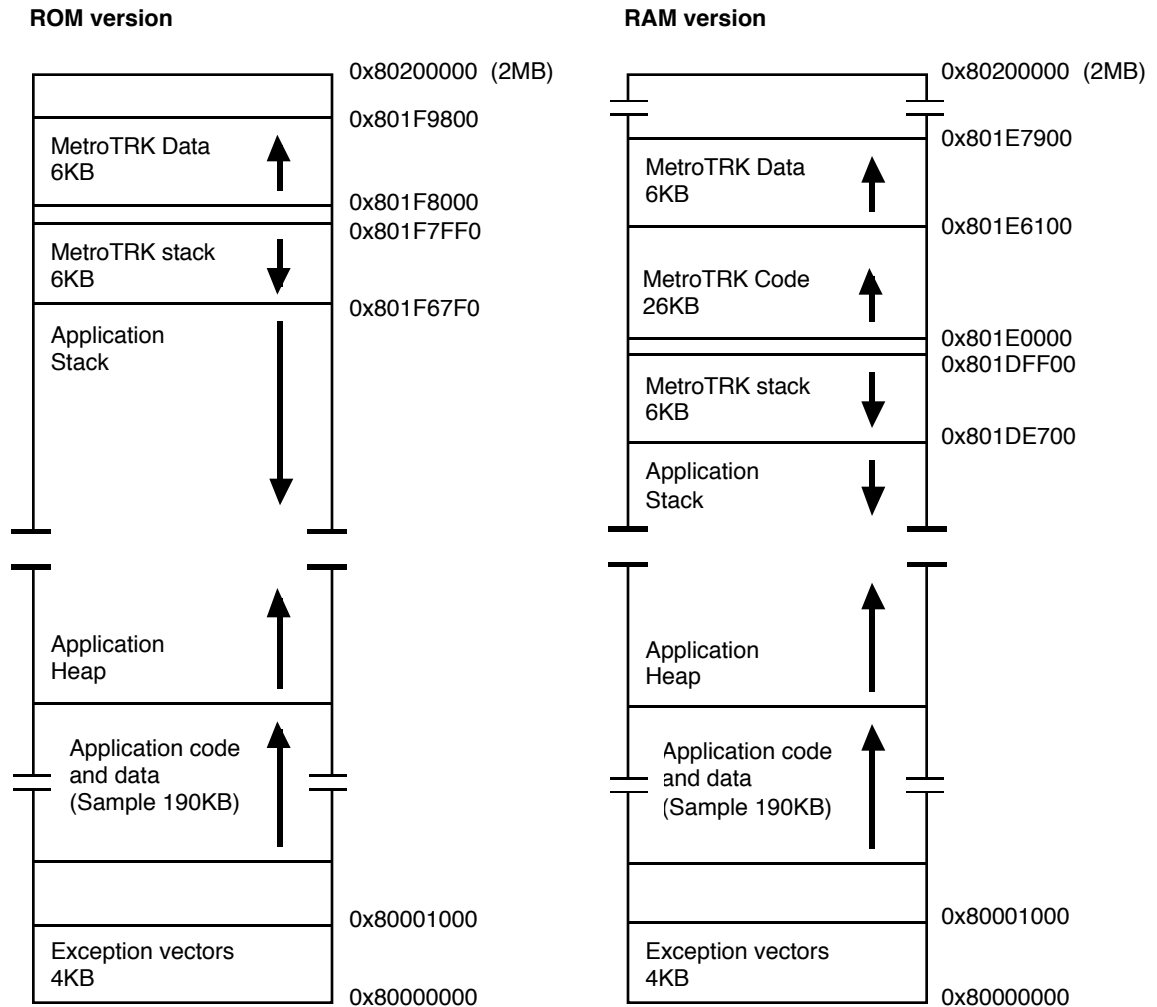 ROM version
0x80200000 (2MB)
0x801F9800
MetroTRK Data
6KB
0x801F8000
0x801F7FF0
MetroTRK stack
6KB
0x801F67F0
Application
Stack
Application
Heap
Application code
and data
(Sample 190KB)
0x80001000
Exception vectors
4KB
0x80000000
RAM version
0x80200000 (2MB)
0x801E7900
MetroTRK Data
6KB
0x801E6100
MetroTRK Code
26KB
0x801E0000
0x801DFF00
MetroTRK stack
6KB
0x801DE700
Application
Stack
Application
Heap
Application code
and data
(Sample 190KB)
0x80001000
Exception vectors
4KB
0x80000000